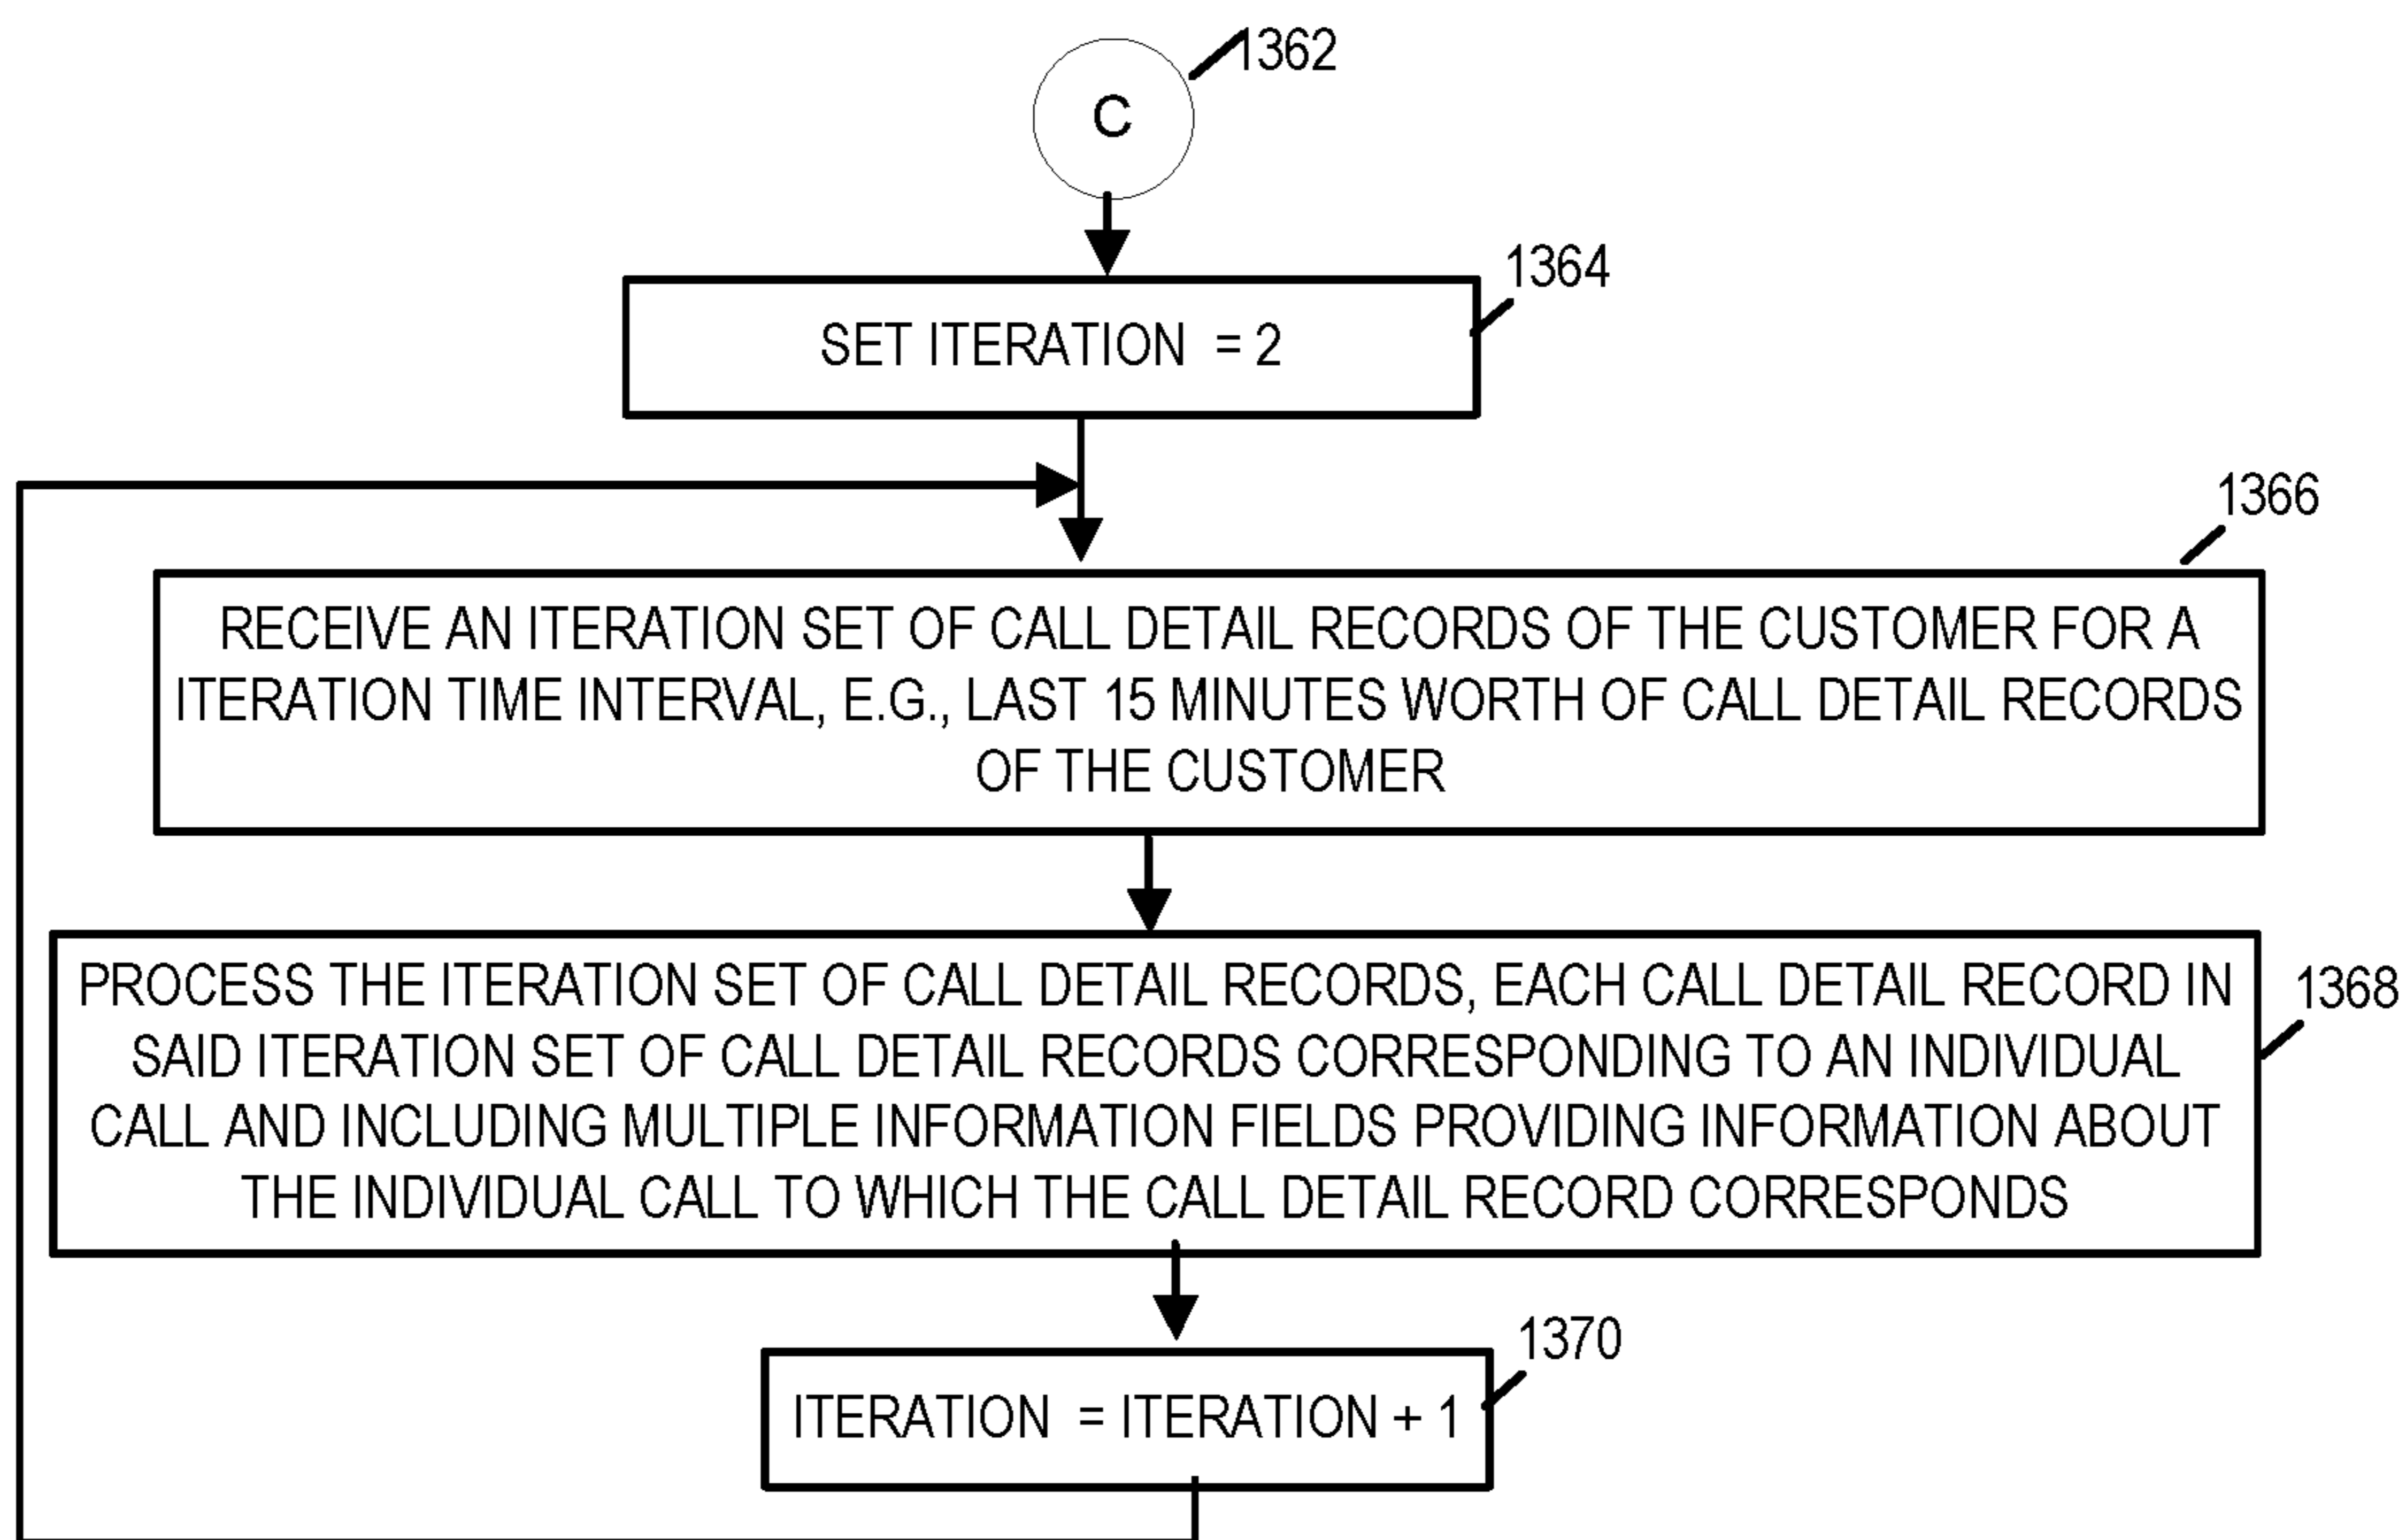 1362
C
1364
SET ITERATION = 2
1366
RECEIVE AN ITERATION SET OF CALL DETAIL RECORDS OF THE CUSTOMER FOR A
ITERATION TIME INTERVAL, E.G., LAST 15 MINUTES WORTH OF CALL DETAIL RECORDS
OF THE CUSTOMER
PROCESS THE ITERATION SET OF CALL DETAIL RECORDS, EACH CALL DETAIL RECORD IN
1368
SAID ITERATION SET OF CALL DETAIL RECORDS CORRESPONDING TO AN INDIVIDUAL
CALL AND INCLUDING MULTIPLE INFORMATION FIELDS PROVIDING INFORMATION ABOUT
THE INDIVIDUAL CALL TO WHICH THE CALL DETAIL RECORD CORRESPONDS
1370
ITERATION = ITERATION + 1